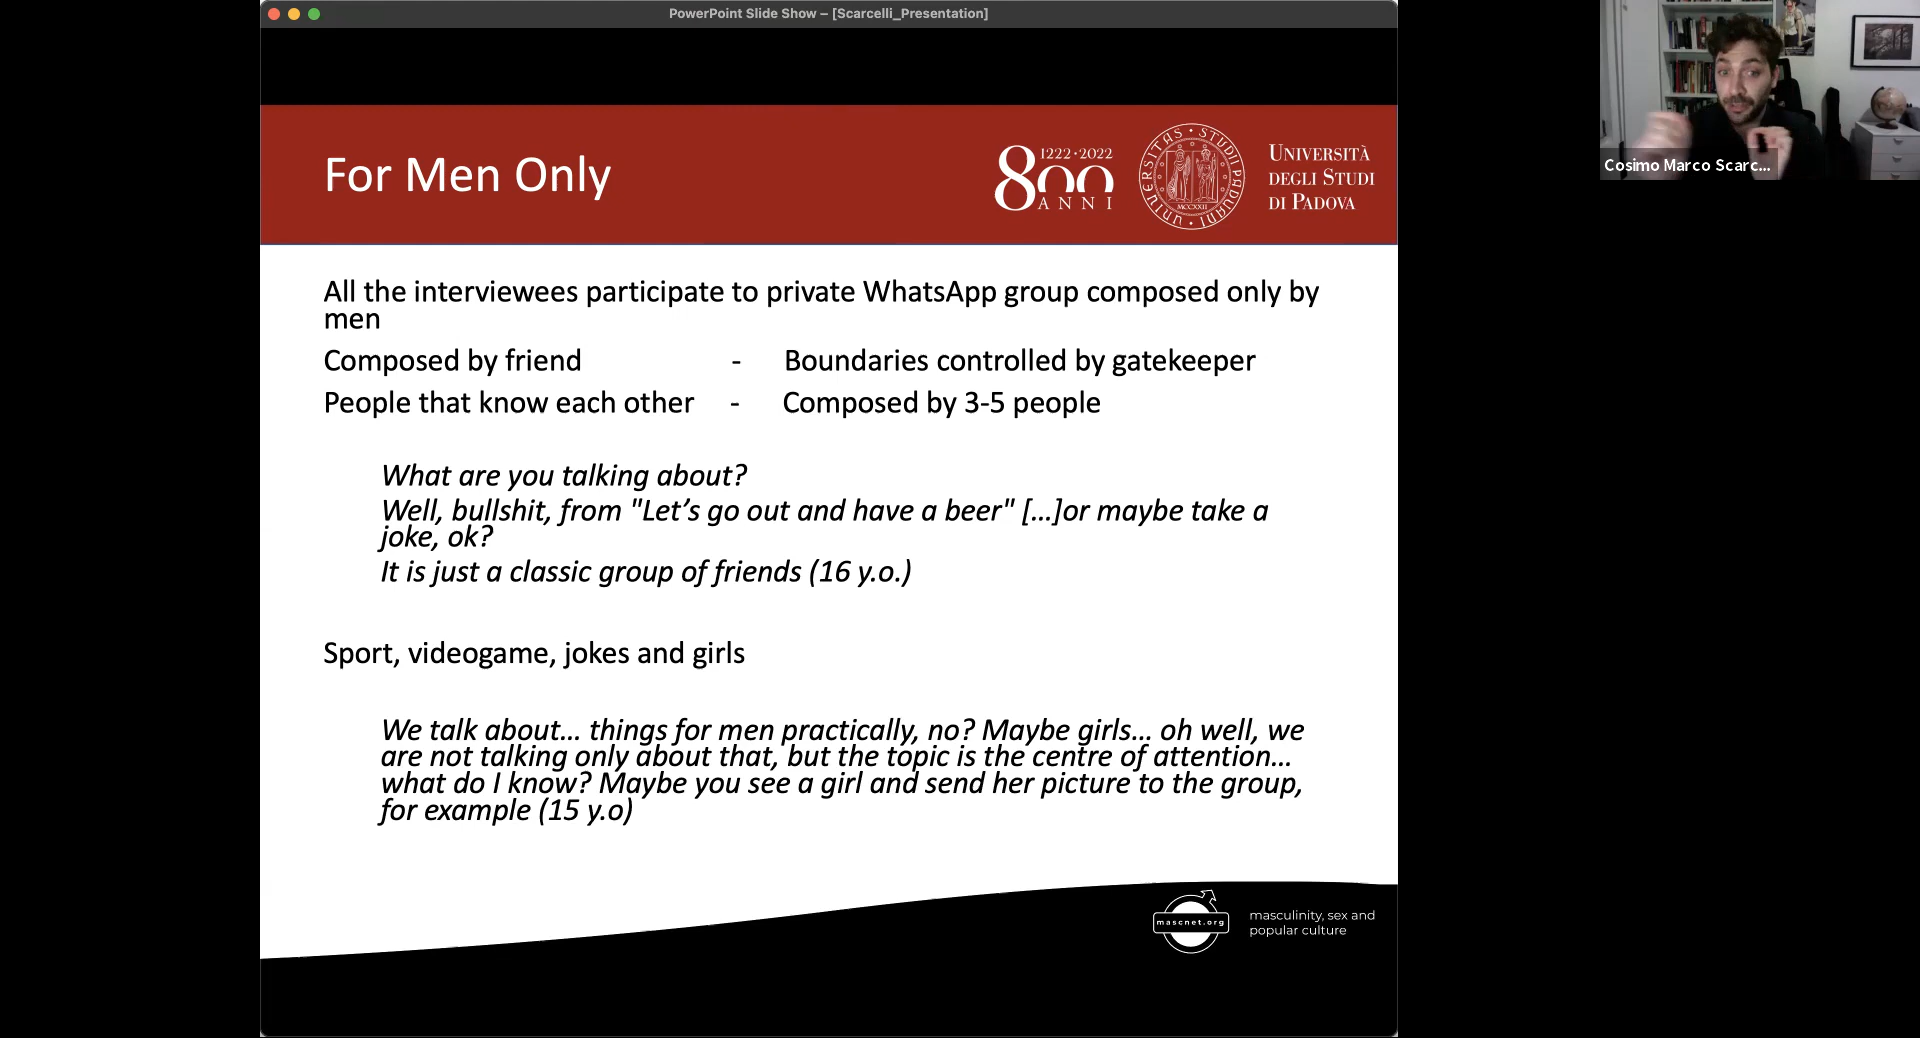 PowerPoint Slide Show – [Scarcelli_Presentation]
For Men Only
1222·2022
800
ANNI
UNIVERSITAS STUDII PADUANI
MCCXXII
UNIVERSITÀ
DEGLI STUDI
DI PADOVA
Cosimo Marco Scarc...
All the interviewees participate to private WhatsApp group composed only by
men
Composed by friend - Boundaries controlled by gatekeeper
People that know each other - Composed by 3-5 people
What are you talking about?
Well, bullshit, from "Let’s go out and have a beer" […]or maybe take a
joke, ok?
It is just a classic group of friends (16 y.o.)
Sport, videogame, jokes and girls
We talk about… things for men practically, no? Maybe girls… oh well, we
are not talking only about that, but the topic is the centre of attention…
what do I know? Maybe you see a girl and send her picture to the group,
for example (15 y.o)
mascnet.org
masculinity, sex and
popular culture